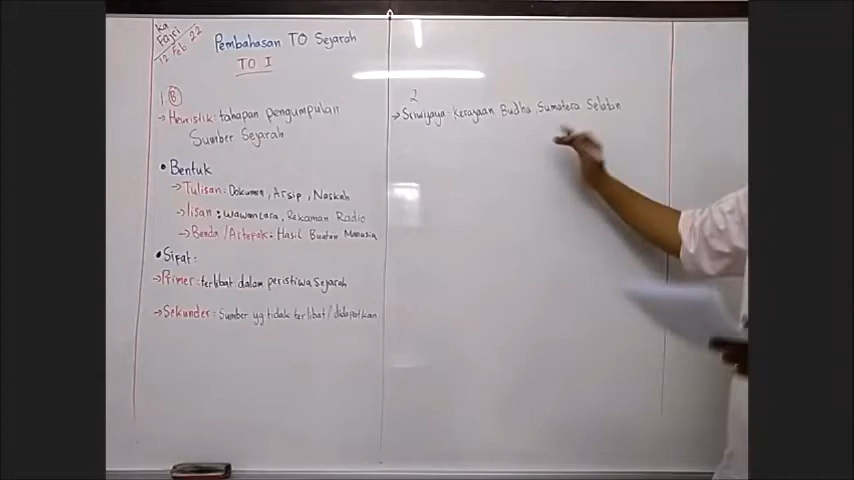 Ka
Fajri
12 Feb 22
Pembahasan TO Sejarah
TO I
1. B
→ Heuristik: tahapan pengumpulan
Sumber Sejarah
• Bentuk
→ Tulisan: Dokumen, Arsip, Naskah
→ lisan: wawancara, Rekaman Radio
→ Benda/Artepak: Hasil Buatan Manusia
• Sifat:
→ Primer: terlibat dalam peristiwa Sejarah
→ Sekunder: Sumber yg tidak terlibat/didapatkan
2
→ Sriwijaya: kerajaan Budha, Sumatera Selatan